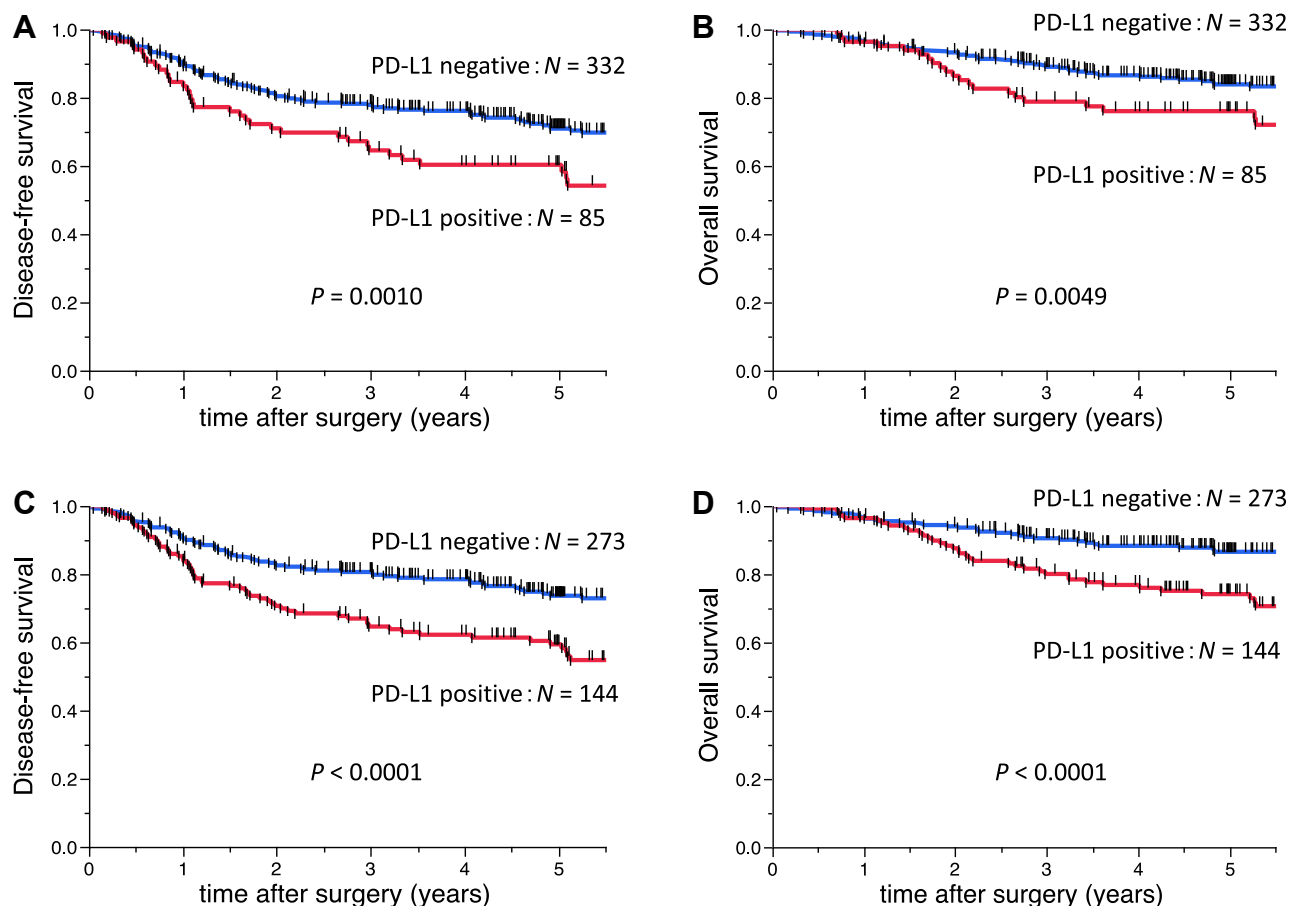 A
1.0
0.8
0.6
0.4
0.2
0.0
Disease-free survival
PD-L1 negative: N = 332
PD-L1 positive: N = 85
P = 0.0010
0 1 2 3 4 5
time after surgery (years)
B
1.0
0.8
0.6
0.4
0.2
0.0
Overall survival
PD-L1 negative: N = 332
PD-L1 positive: N = 85
P = 0.0049
0 1 2 3 4 5
time after surgery (years)
C
1.0
0.8
0.6
0.4
0.2
0.0
Disease-free survival
PD-L1 negative: N = 273
PD-L1 positive: N = 144
P < 0.0001
0 1 2 3 4 5
time after surgery (years)
D
1.0
0.8
0.6
0.4
0.2
0.0
Overall survival
PD-L1 negative: N = 273
PD-L1 positive: N = 144
P < 0.0001
0 1 2 3 4 5
time after surgery (years)